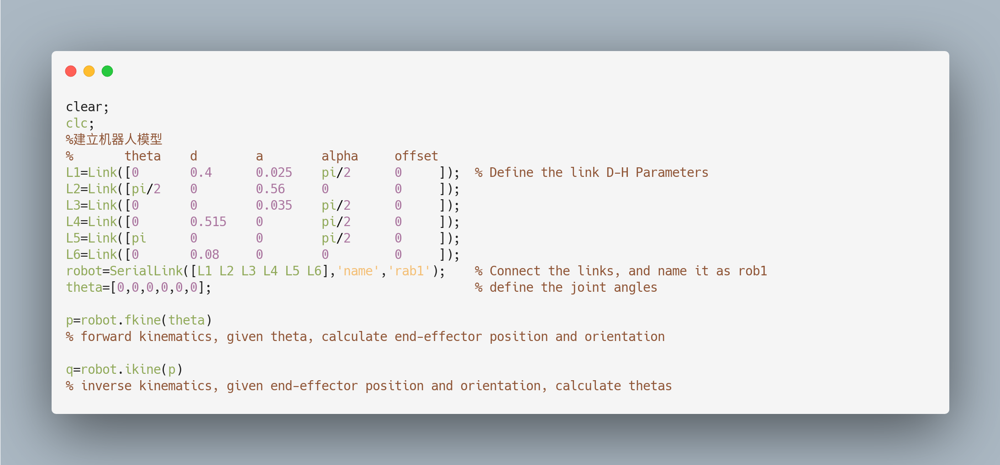 clear;
clc;
%建立机器人模型
%       theta    d        a        alpha     offset
L1=Link([0       0.4      0.025    pi/2      0     ]);  % Define the link D-H Parameters
L2=Link([pi/2    0        0.56     0         0     ]);
L3=Link([0       0        0.035    pi/2      0     ]);
L4=Link([0       0.515    0        pi/2      0     ]);
L5=Link([pi      0        0        pi/2      0     ]);
L6=Link([0       0.08     0        0         0     ]);
robot=SerialLink([L1 L2 L3 L4 L5 L6],'name','rab1');    % Connect the links, and name it as rob1
theta=[0,0,0,0,0,0];                                    % define the joint angles
p=robot.fkine(theta)
% forward kinematics, given theta, calculate end-effector position and orientation
q=robot.ikine(p)
% inverse kinematics, given end-effector position and orientation, calculate thetas